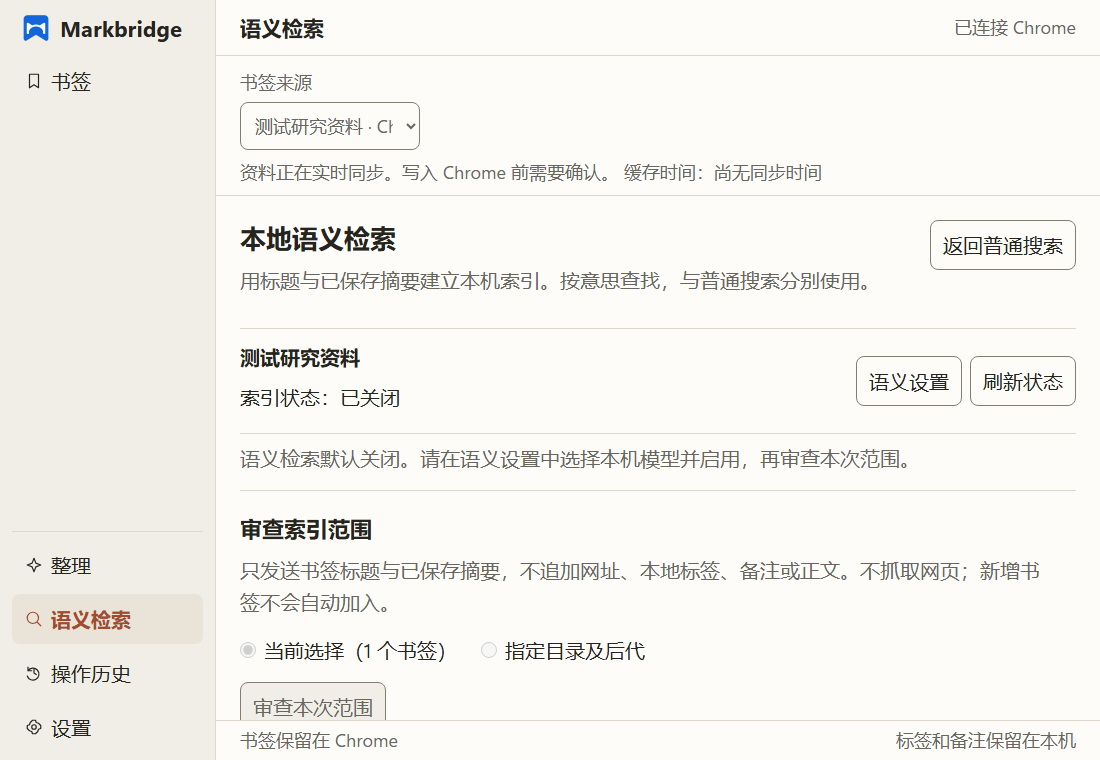 Markbridge
书签
整理
语义检索
操作历史
设置
语义检索
已连接 Chrome
书签来源
测试研究资料 · Ch
资料正在实时同步。写入 Chrome 前需要确认。 缓存时间：尚无同步时间
本地语义检索
返回普通搜索
用标题与已保存摘要建立本机索引。按意思查找，与普通搜索分别使用。
测试研究资料
索引状态：已关闭
语义设置
刷新状态
语义检索默认关闭。请在语义设置中选择本机模型并启用，再审查本次范围。
审查索引范围
只发送书签标题与已保存摘要，不追加网址、本地标签、备注或正文。不抓取网页；新增书
签不会自动加入。
当前选择（1 个书签） 指定目录及后代
审查本次范围
书签保留在 Chrome
标签和备注保留在本机